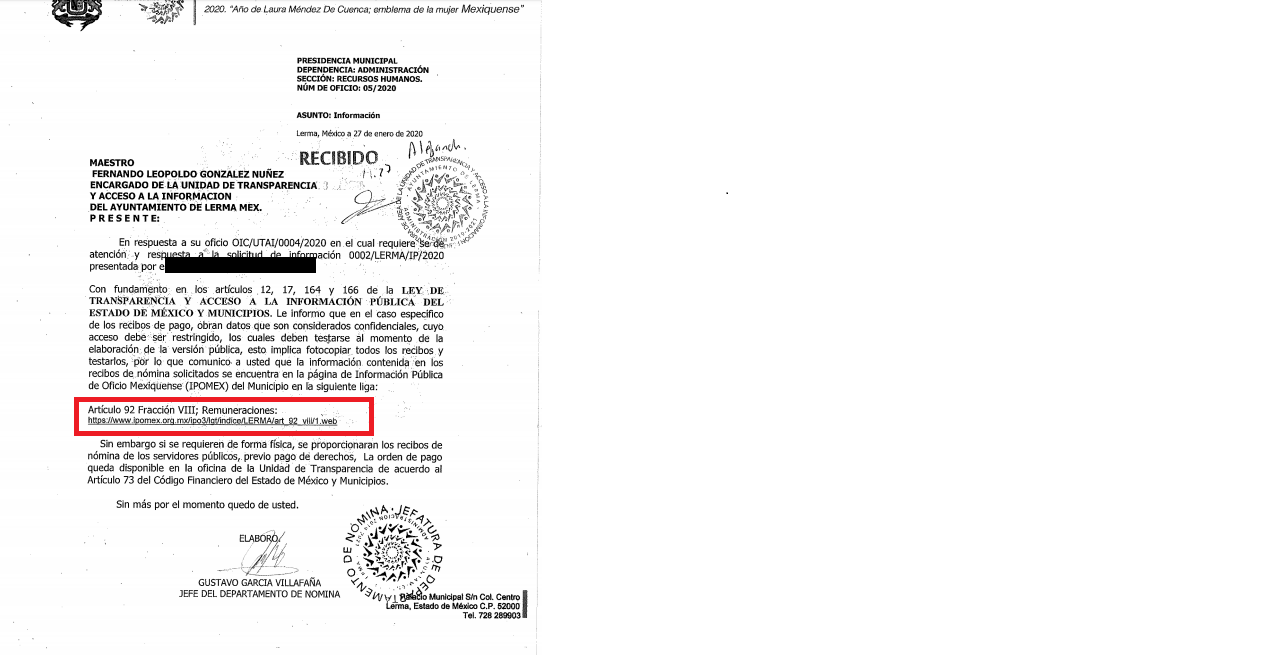 2020. “Año de Laura Méndez De Cuenca; emblema de la mujer Mexiquense”
PRESIDENCIA MUNICIPAL
DEPENDENCIA: ADMINISTRACIÓN
SECCIÓN: RECURSOS HUMANOS.
NÚM DE OFICIO: 05/2020
ASUNTO: Información
Lerma, México a 27 de enero de 2020
RECIBIDO
MAESTRO
FERNANDO LEOPOLDO GONZALEZ NUÑEZ
ENCARGADO DE LA UNIDAD DE TRANSPARENCIA
Y ACCESO A LA INFORMACION
DEL AYUNTAMIENTO DE LERMA MEX.
P R E S E N T E:
En respuesta a su oficio OIC/UTAI/0004/2020 en el cual requiere se de
atención y respuesta a la solicitud de información 0002/LERMA/IP/2020
presentada por e
Con fundamento en los artículos 12, 17, 164 y 166 de la LEY DE
TRANSPARENCIA Y ACCESO A LA INFORMACIÓN PÚBLICA DEL
ESTADO DE MÉXICO Y MUNICIPIOS. Le informo que en el caso especifico
de los recibos de pago, obran datos que son considerados confidenciales, cuyo
acceso debe ser restringido, los cuales deben testarse al momento de la
elaboración de la versión pública, esto implica fotocopiar todos los recibos y
testarlos, por lo que comunico a usted que la información contenida en los
recibos de nómina solicitados se encuentra en la página de Información Pública
de Oficio Mexiquense (IPOMEX) del Municipio en la siguiente liga:
Artículo 92 Fracción VIII; Remuneraciones:
https://www.ipomex.org.mx/ipo3/lgt/indice/LERMA/art_92_viii/1.web
Sin embargo si se requieren de forma física, se proporcionaran los recibos de
nómina de los servidores públicos, previo pago de derechos, La orden de pago
queda disponible en la oficina de la Unidad de Transparencia de acuerdo al
Artículo 73 del Código Financiero del Estado de México y Municipios.
Sin más por el momento quedo de usted.
ELABORO
GUSTAVO GARCIA VILLAFAÑA
JEFE DEL DEPARTAMENTO DE NOMINA
JEFATURA DE DEPARTAMENTO DE NÓMINA
Palacio Municipal S/n Col. Centro
Lerma, Estado de México C.P. 52000
Tel. 728 289903